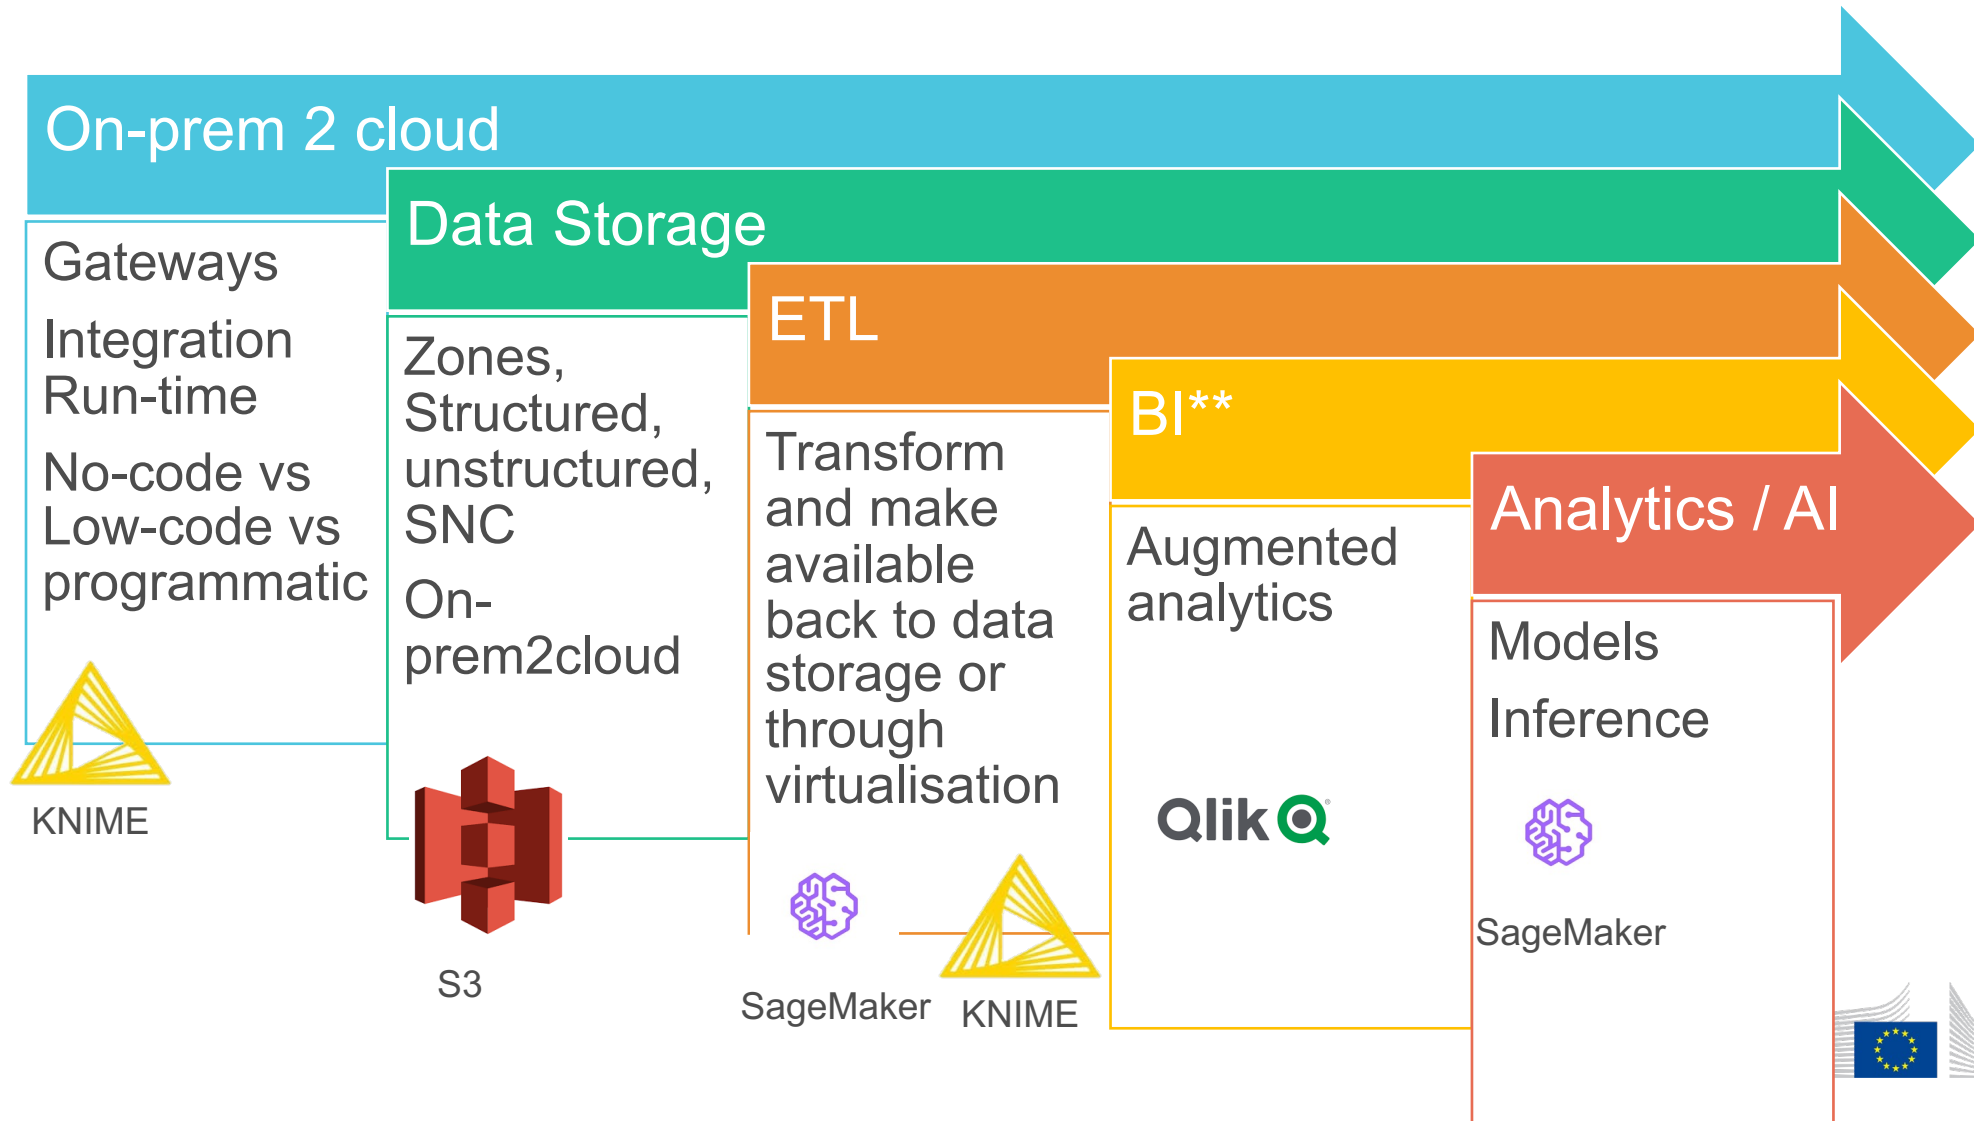 On-prem 2 cloud
Gateways
Integration
Run-time
No-code vs
Low-code vs
programmatic
KNIME
Data Storage
Zones,
Structured,
unstructured,
SNC
On-
prem2cloud
S3
ETL
Transform
and make
available
back to data
storage or
through
virtualisation
SageMaker
KNIME
BI**
Augmented
analytics
Qlik
Analytics / AI
Models
Inference
SageMaker